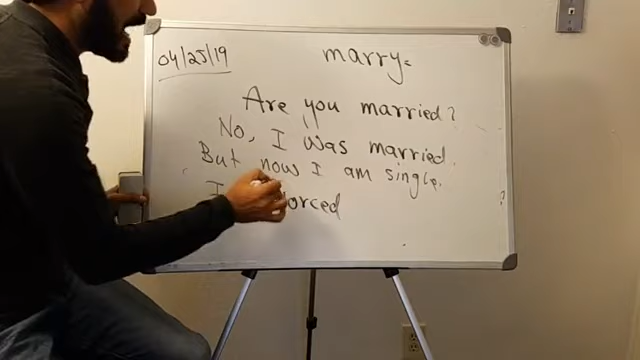 04/25/19
marry.
Are you married?
No, I was married.
But now I am single.
I orced